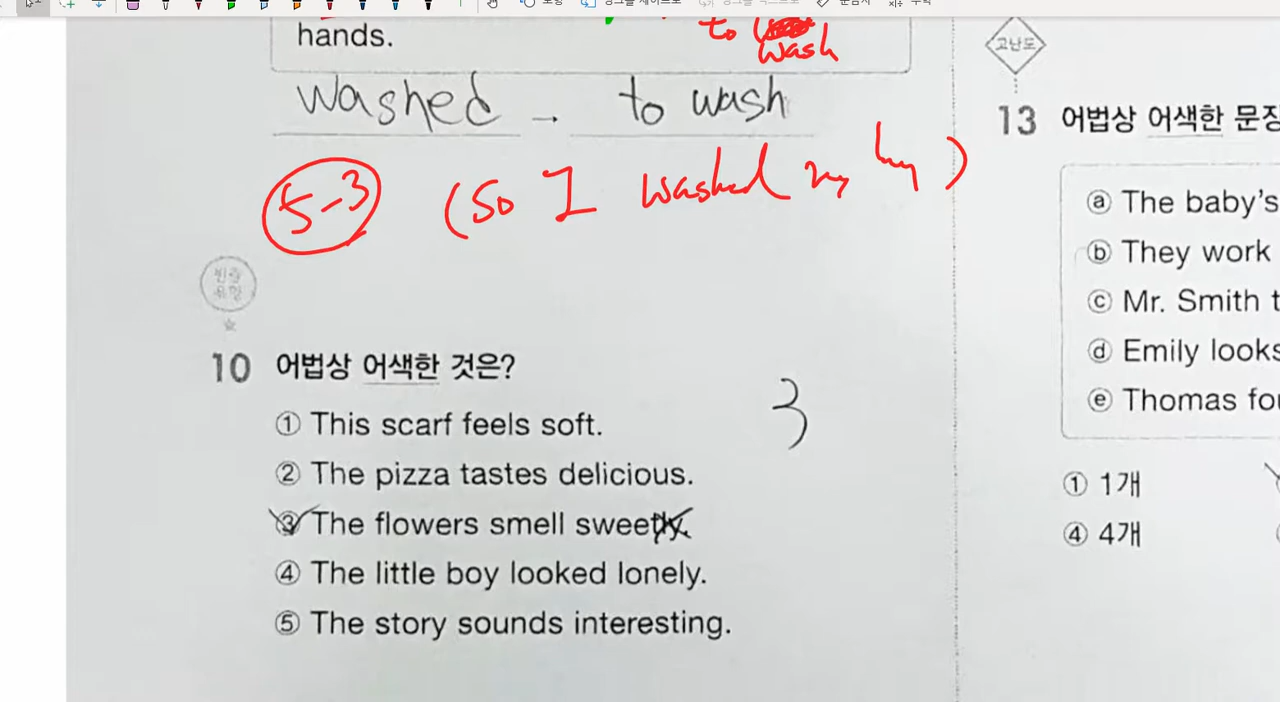 hands.
to wash
washed → to wash
5-3 (So I washed my
빈출
유형
10 어법상 어색한 것은?
3
① This scarf feels soft.
② The pizza tastes delicious.
③ The flowers smell sweetly.
④ The little boy looked lonely.
⑤ The story sounds interesting.
고난도
13 어법상 어색한 문장
ⓐ The baby's
ⓑ They work
ⓒ Mr. Smith t
ⓓ Emily looks
ⓔ Thomas fo
① 1개
④ 4개